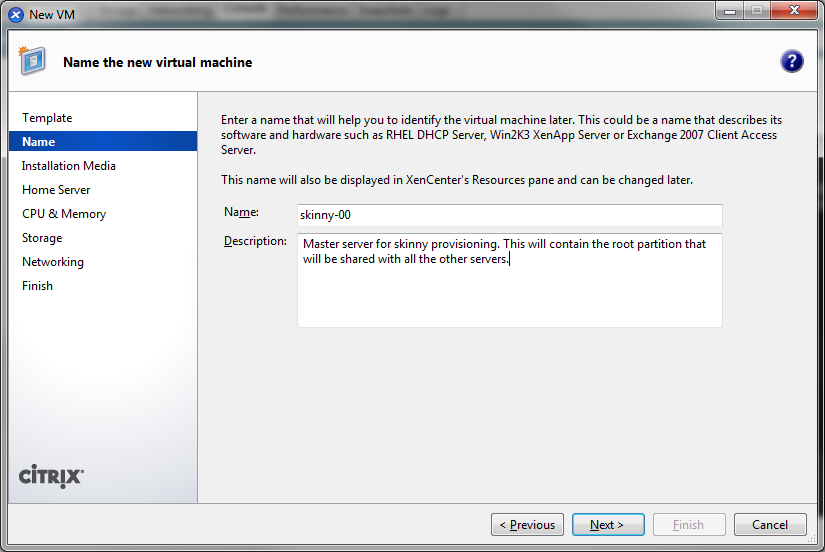 New VM
Name the new virtual machine
Template
Name
Installation Media
Home Server
CPU & Memory
Storage
Networking
Finish
CİTRIX
Enter a name that will help you to identify the virtual machine later. This could be a name that describes its
software and hardware such as RHEL DHCP Server, Win2K3 XenApp Server or Exchange 2007 Client Access
Server.
This name will also be displayed in XenCenter's Resources pane and can be changed later.
Name: skinny-00
Description: Master server for skinny provisioning. This will contain the root partition that
will be shared with all the other servers.
< Previous Next > Finish Cancel